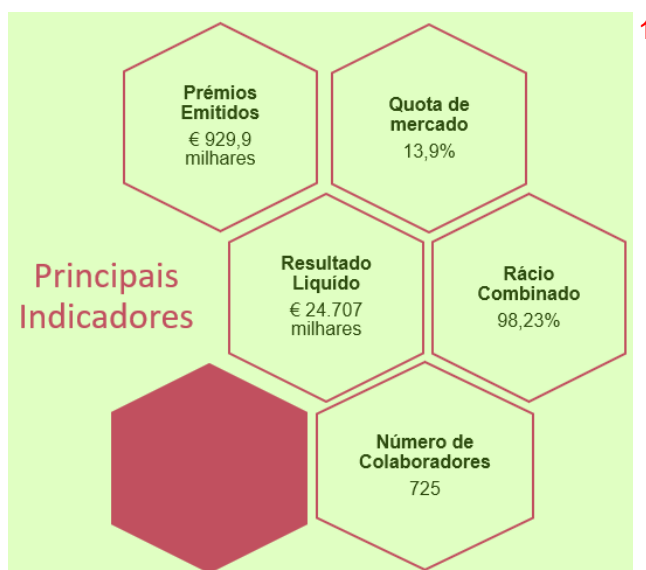 Prémios
Emitidos
€ 929,9
milhares
Quota de
mercado
13,9%
Principais
Indicadores
Resultado
Liquído
€ 24.707
milhares
Rácio
Combinado
98,23%
Número de
Colaboradores
725